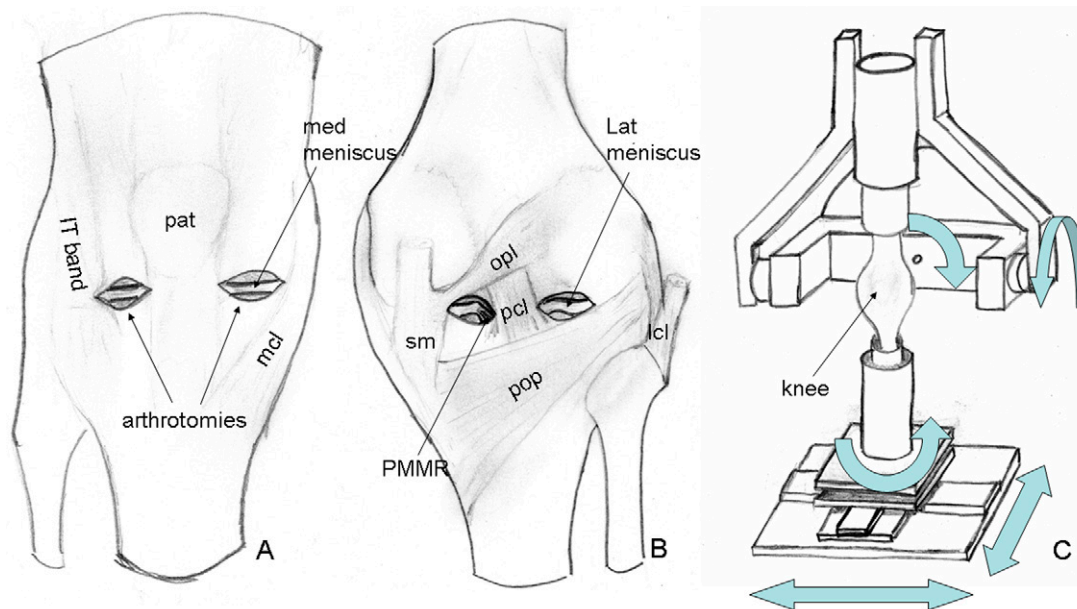 med
meniscus
IT band
pat
mcl
arthrotomies
A
Lat
meniscus
opl
pcl
sm
lcl
pop
PMMR
B
knee
C